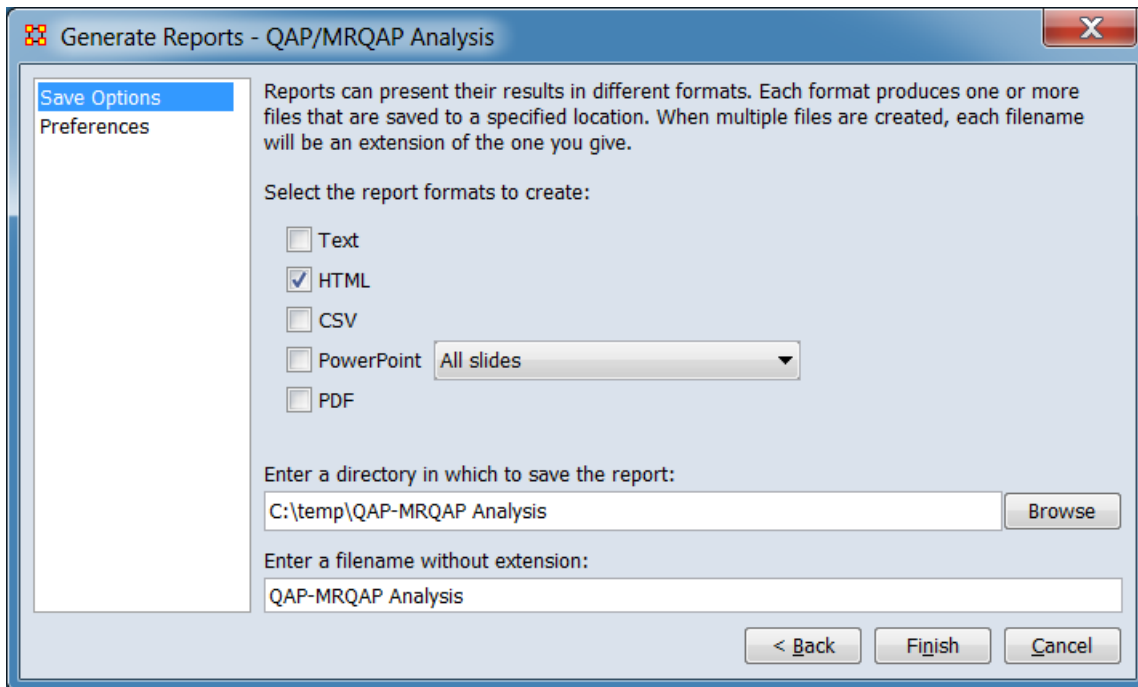 Generate Reports - QAP/MRQAP Analysis
X
Save Options
Preferences
Reports can present their results in different formats. Each format produces one or more
files that are saved to a specified location. When multiple files are created, each filename
will be an extension of the one you give.
Select the report formats to create:
Text
HTML
CSV
PowerPoint All slides
PDF
Enter a directory in which to save the report:
C:\temp\QAP-MRQAP Analysis Browse
Enter a filename without extension:
QAP-MRQAP Analysis
< Back Finish Cancel